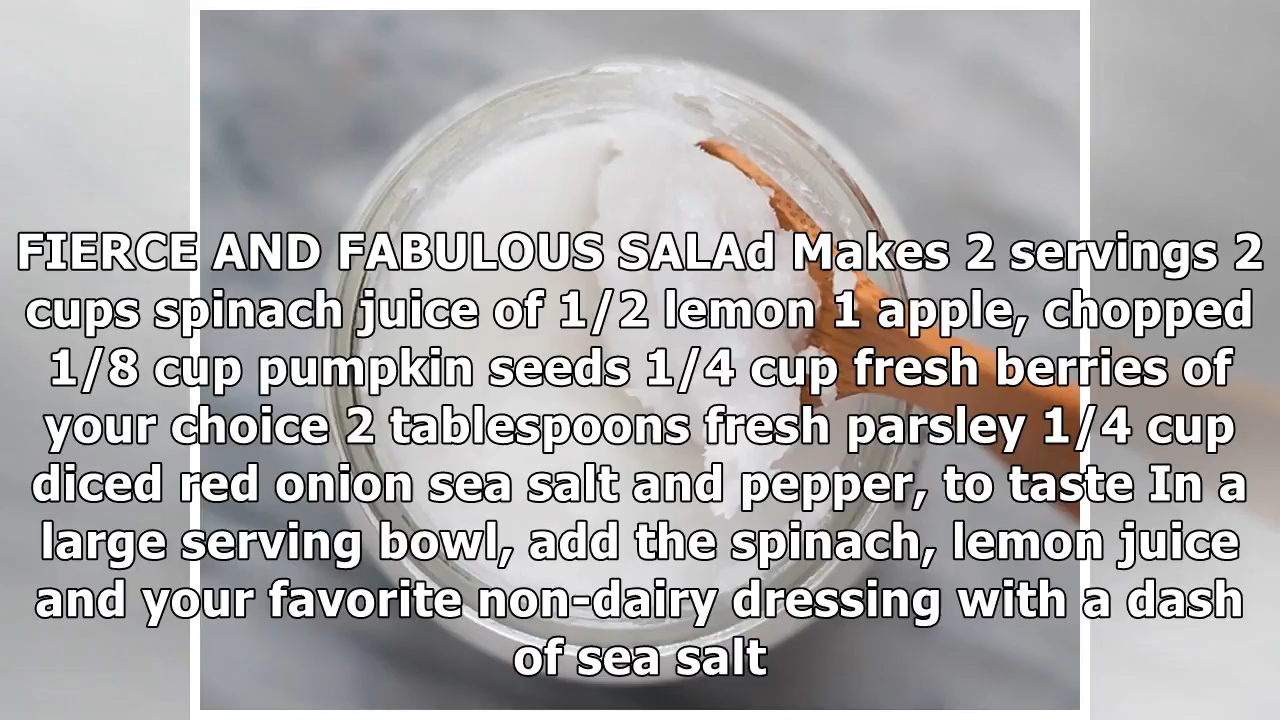 FIERCE AND FABULOUS SALAd Makes 2 servings 2
cups spinach juice of 1/2 lemon 1 apple, chopped
1/8 cup pumpkin seeds 1/4 cup fresh berries of
your choice 2 tablespoons fresh parsley 1/4 cup
diced red onion sea salt and pepper, to taste In a
large serving bowl, add the spinach, lemon juice
and your favorite non-dairy dressing with a dash
of sea salt